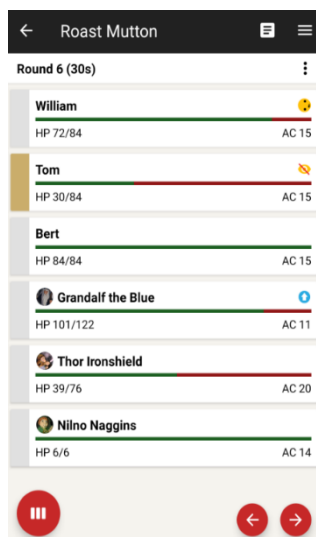 Roast Mutton
Round 6 (30s)
William
HP 72/84 AC 15
Tom
HP 30/84 AC 15
Bert
HP 84/84 AC 15
Grandalf the Blue
HP 101/122 AC 11
Thor Ironshield
HP 39/76 AC 20
Nilno Naggins
HP 6/6 AC 14